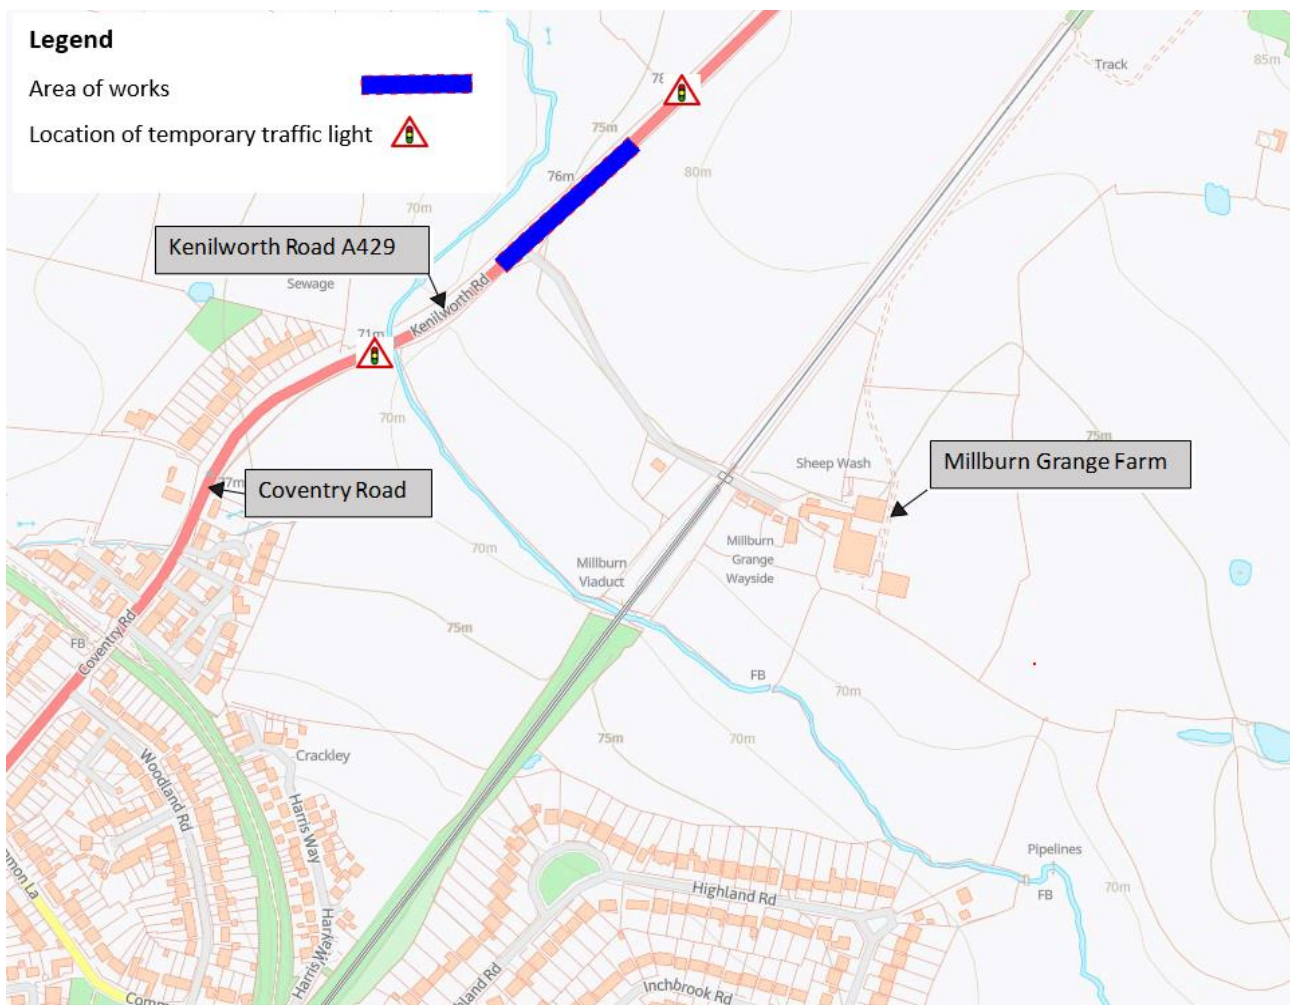 Legend
Area of works
Location of temporary traffic light
Track
85m
75m
76m
80m
70m
Kenilworth Road A429
Sewage
Kenilworth Rd
71m
70m
75m
Sheep Wash
Millburn Grange Farm
Coventry Road
70m
Millburn
Viaduct
Millburn
Grange
Wayside
75m
FB
Coventry Rd
FB
70m
75m
70m
Crackley
Woodland Rd
Harris Way
Pipelines
FB
70m
Highland Rd
Harris Way
Inchbrook Rd